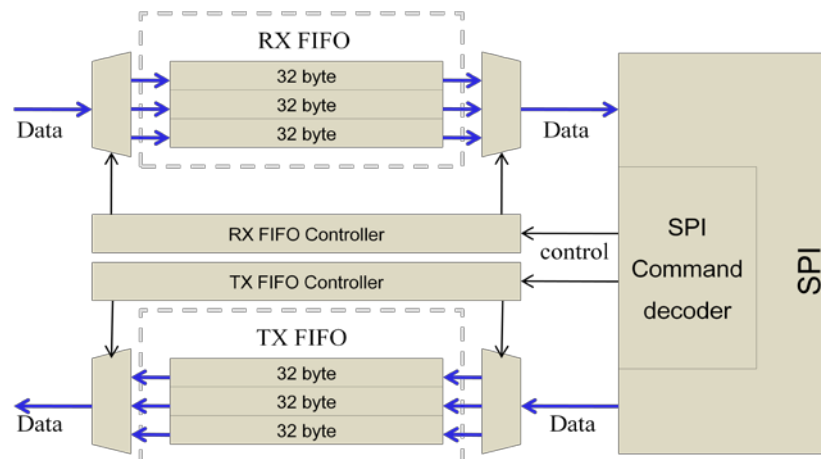 RX FIFO
32 byte
32 byte
32 byte
Data
Data
RX FIFO Controller
control
TX FIFO Controller
SPI
Command
decoder
SPI
TX FIFO
32 byte
32 byte
32 byte
Data
Data